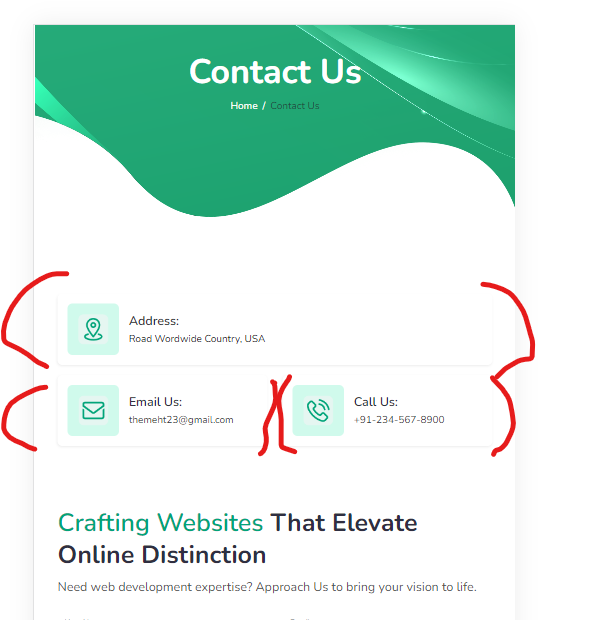 Contact Us
Home / Contact Us
Address:
Road Wordwide Country, USA
Email Us:
themeht23@gmail.com
Call Us:
+91-234-567-8900
Crafting Websites That Elevate
Online Distinction
Need web development expertise? Approach Us to bring your vision to life.